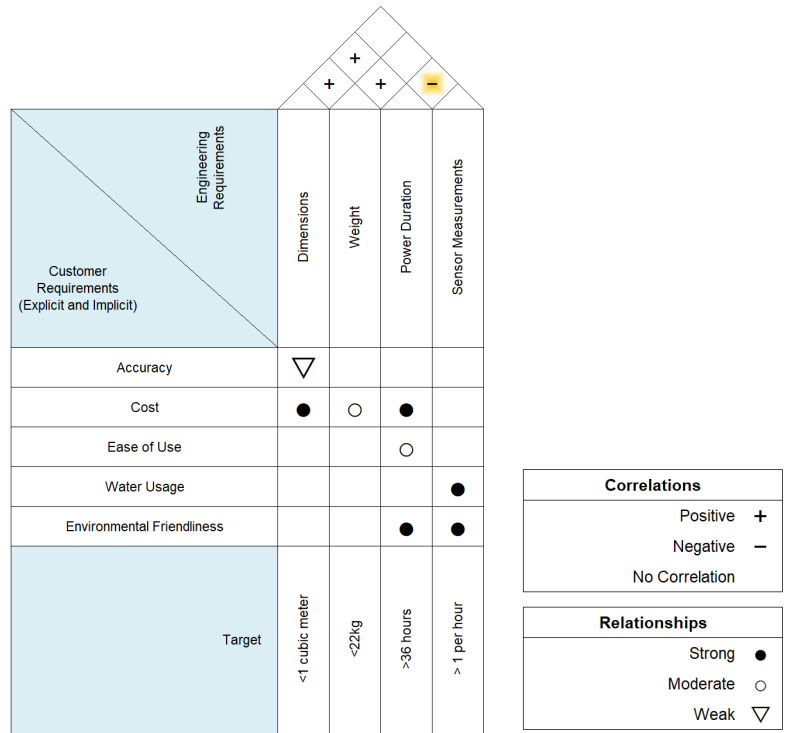 +
+ + −
Engineering
Requirements
Customer
Requirements
(Explicit and Implicit)
Dimensions
Weight
Power Duration
Sensor Measurements
Accuracy ▽
Cost ● ○ ●
Ease of Use ○
Water Usage ●
Environmental Friendliness ● ●
Target
<1 cubic meter
<22kg
>36 hours
> 1 per hour
Correlations
Positive +
Negative −
No Correlation
Relationships
Strong ●
Moderate ○
Weak ▽